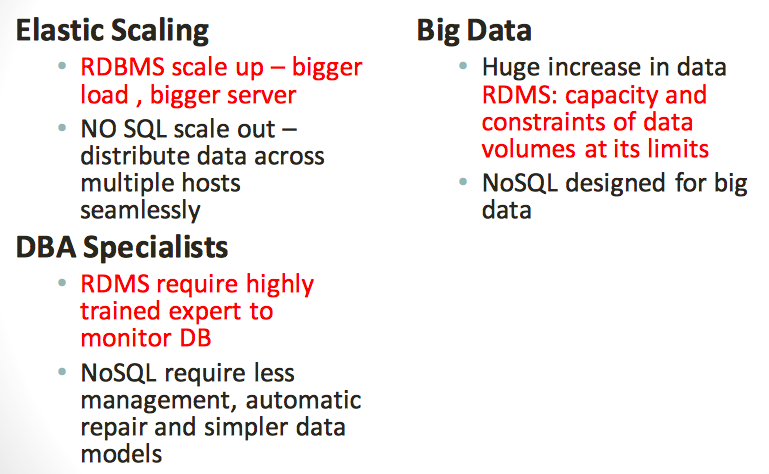 Elastic Scaling
• RDBMS scale up – bigger
load , bigger server
• NO SQL scale out –
distribute data across
multiple hosts
seamlessly
DBA Specialists
• RDMS require highly
trained expert to
monitor DB
• NoSQL require less
management, automatic
repair and simpler data
models
Big Data
• Huge increase in data
RDMS: capacity and
constraints of data
volumes at its limits
• NoSQL designed for big
data